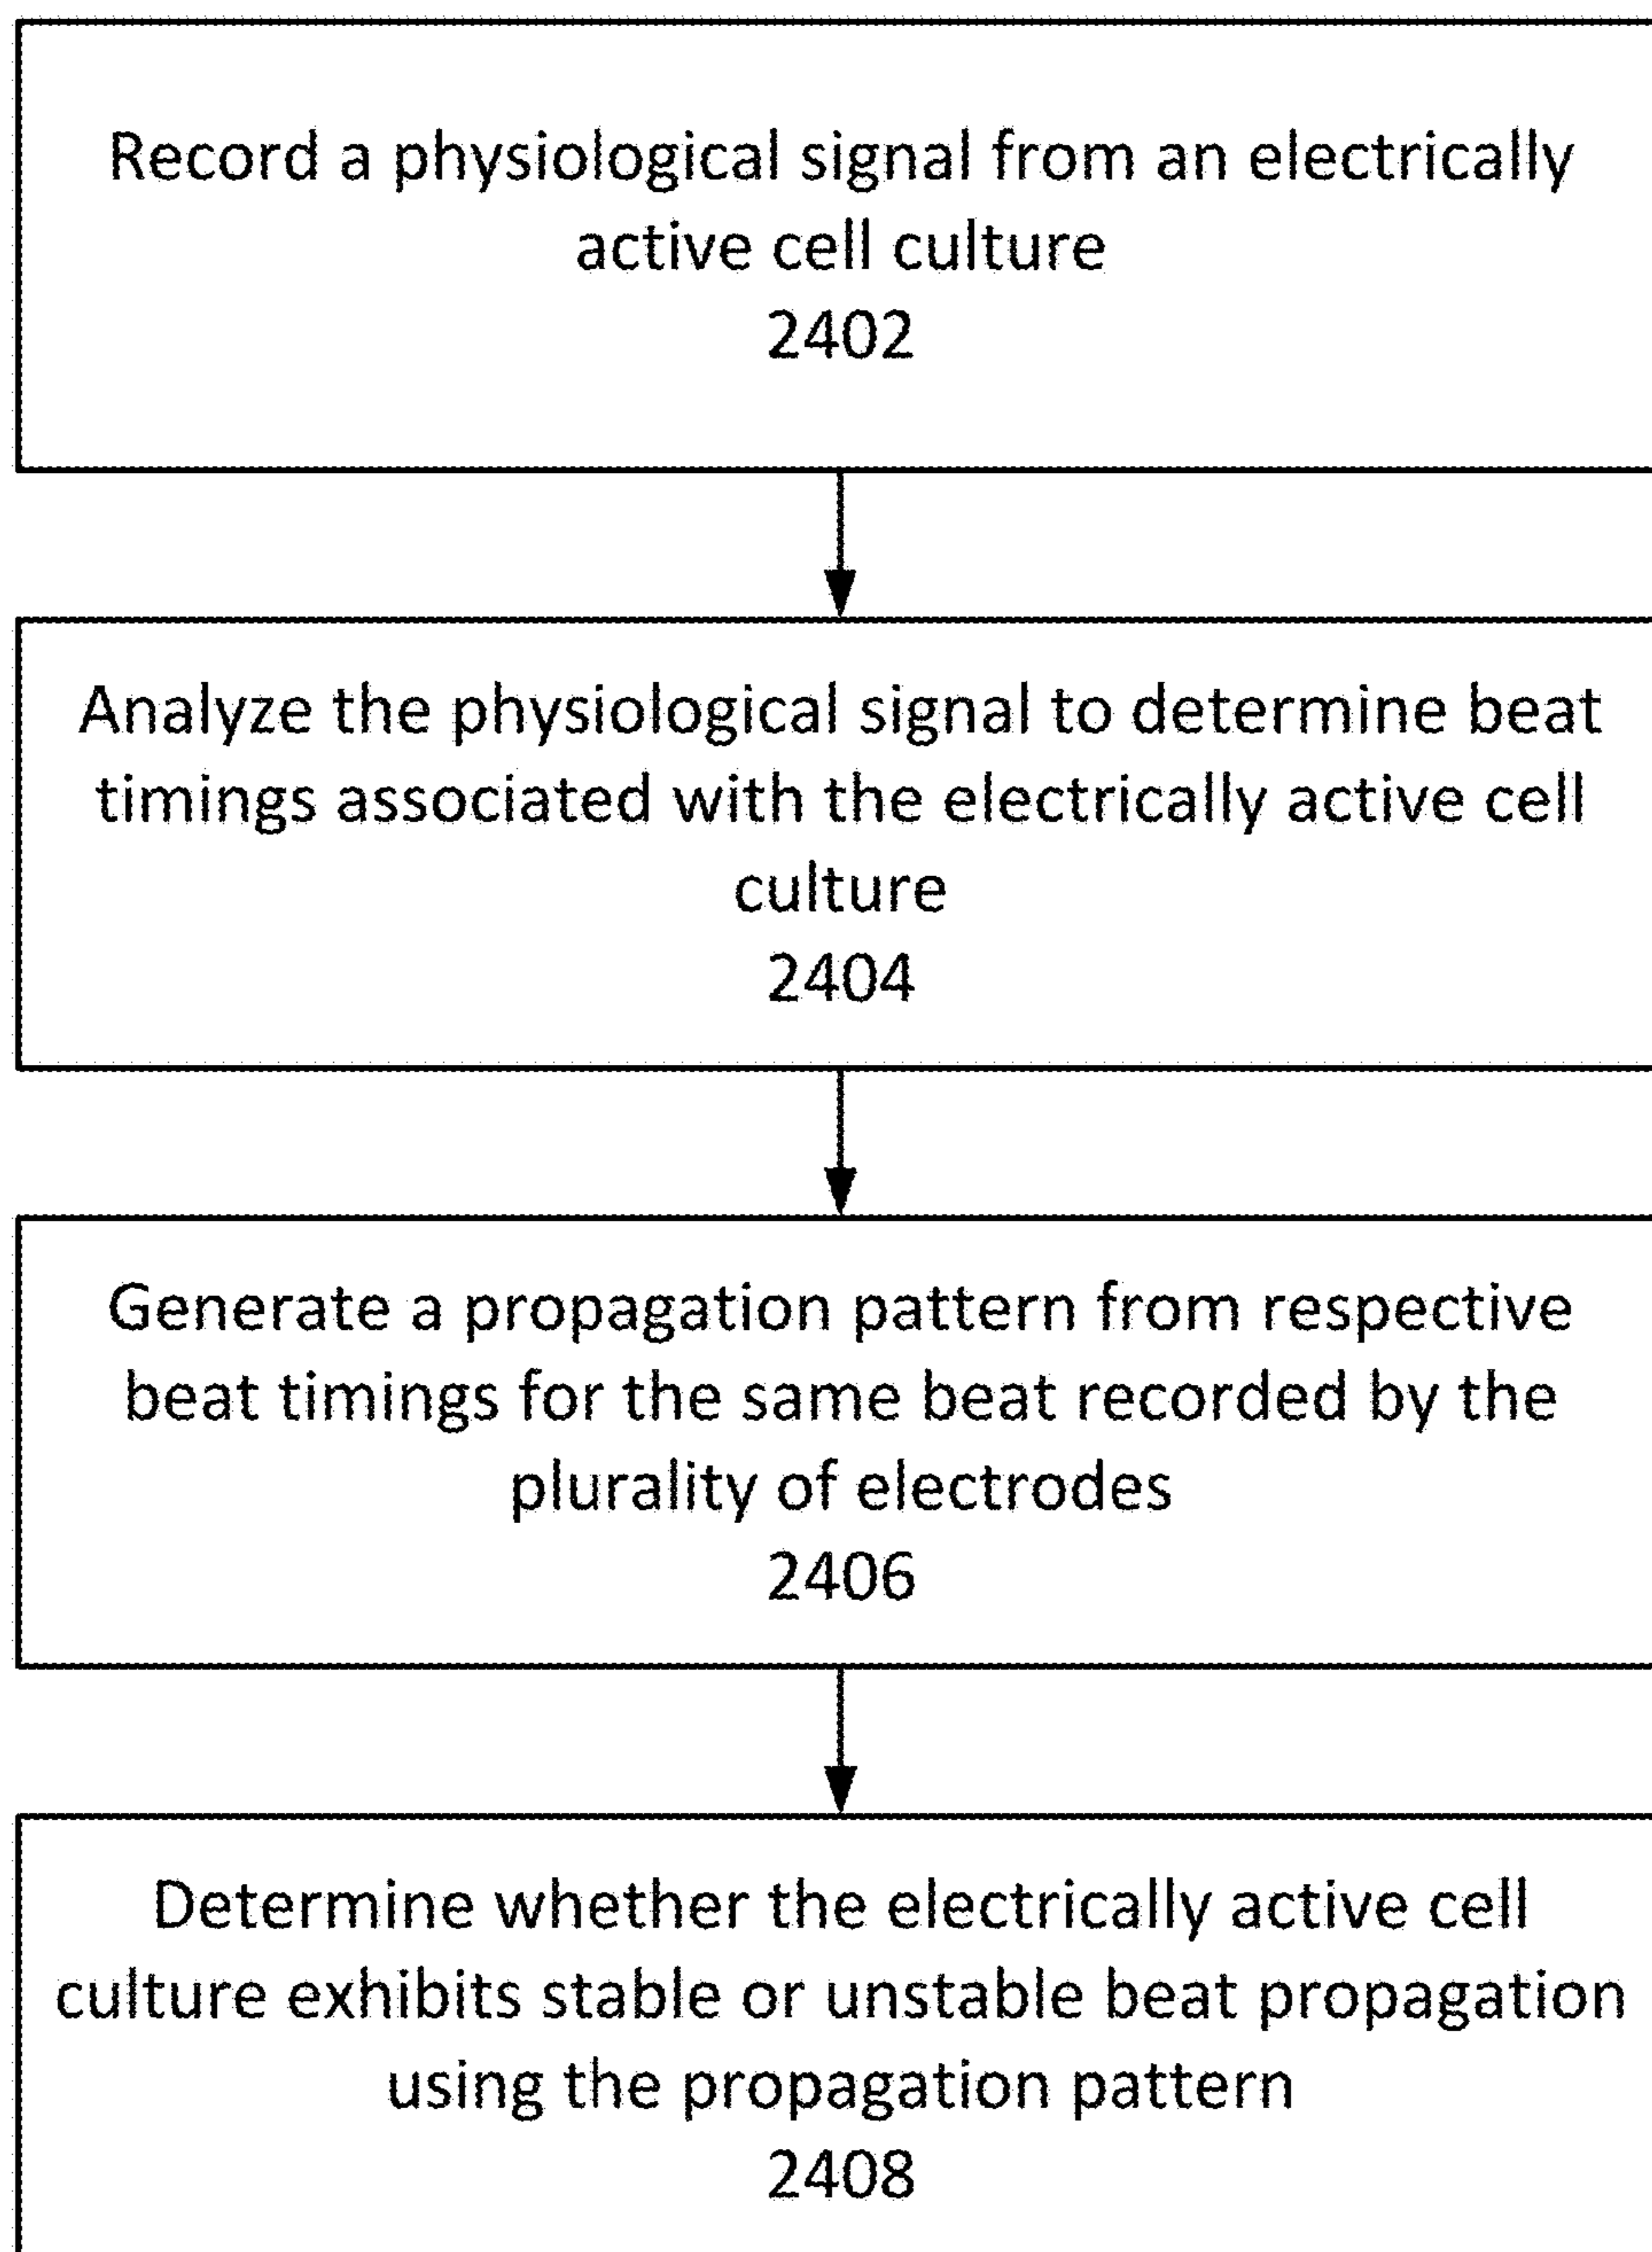 Record a physiological signal from an electrically
active cell culture
2402
Analyze the physiological signal to determine beat
timings associated with the electrically active cell
culture
2404
Generate a propagation pattern from respective
beat timings for the same beat recorded by the
plurality of electrodes
2406
Determine whether the electrically active cell
culture exhibits stable or unstable beat propagation
using the propagation pattern
2408